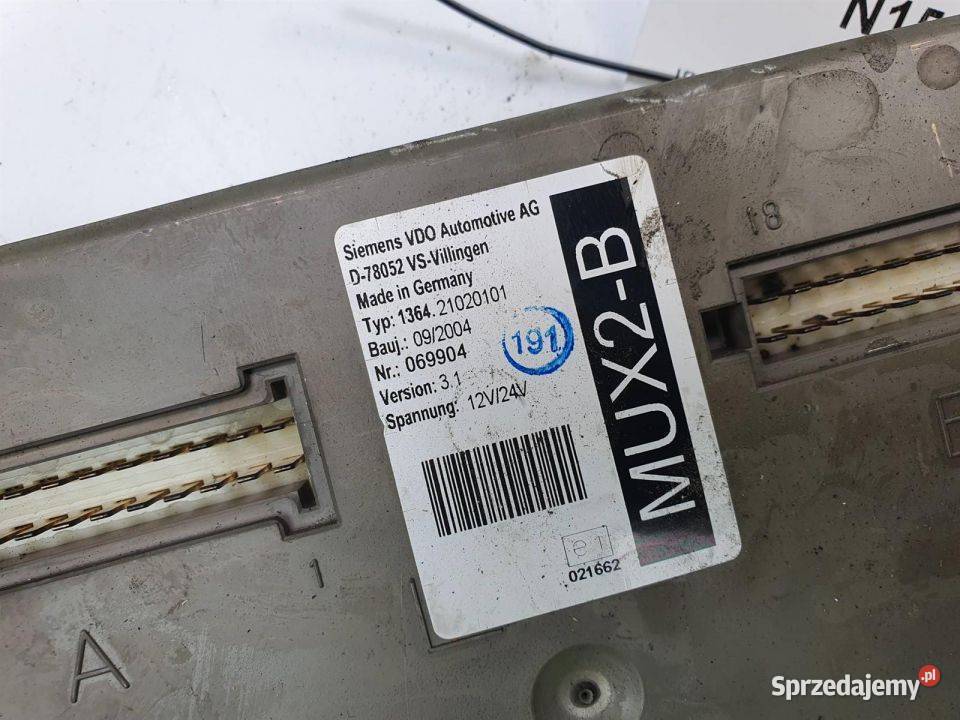 Siemens VDO Automotive AG
D-78052 VS-Villingen
Made in Germany
Typ: 1364.21020101
Bauj.: 09/2004
Nr.: 069904
Version: 3.1
Spannung: 12V/24V
191
MUX2-B
e1
021662
18
1
A
Sprzedajemy.pl